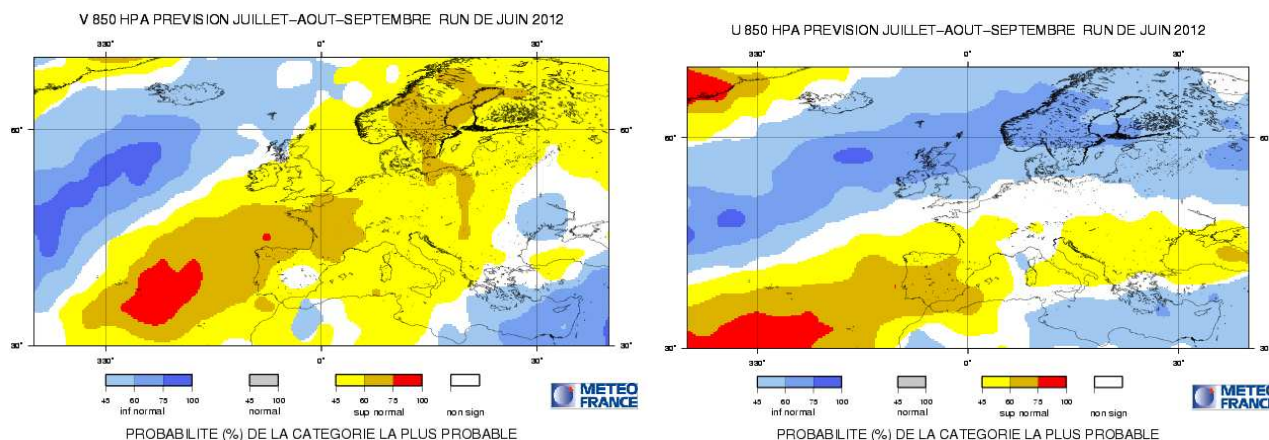 V 850 HPA PREVISION JUILLET–AOUT–SEPTEMBRE RUN DE JUIN 2012
330° 0° 30°
60° 60°
30° 30°
330° 0° 30°
45 60 75 100 45 100 45 60 75 100
inf normal normal sup normal non sign
METEO FRANCE
PROBABILITE (%) DE LA CATEGORIE LA PLUS PROBABLE
U 850 HPA PREVISION JUILLET–AOUT–SEPTEMBRE RUN DE JUIN 2012
330° 0° 30°
60° 60°
30° 30°
330° 0° 30°
45 60 75 100 45 100 45 60 75 100
inf normal normal sup normal non sign
METEO FRANCE
PROBABILITE (%) DE LA CATEGORIE LA PLUS PROBABLE